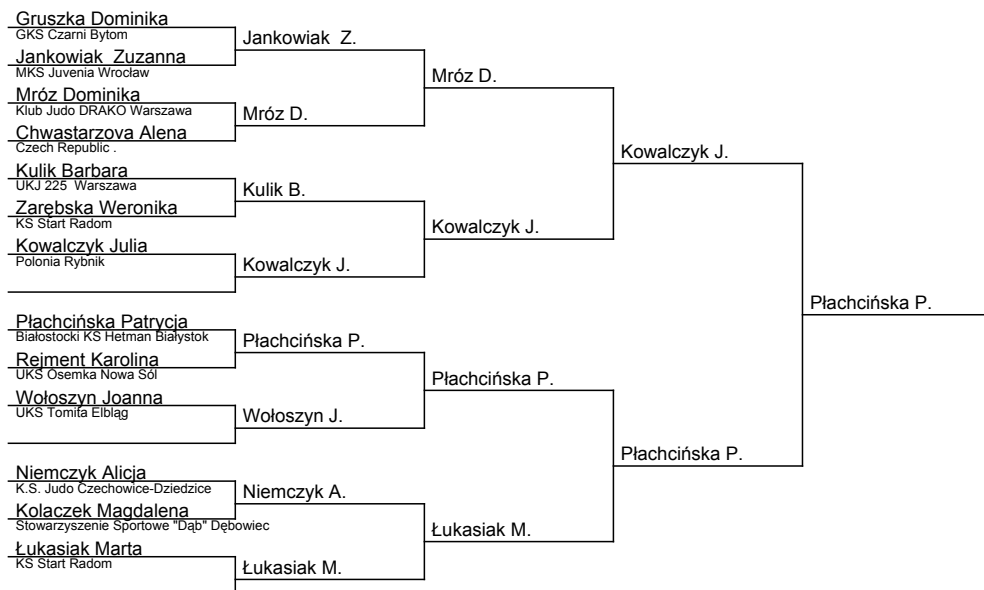 Gruszka Dominika
GKS Czarni Bytom
Jankowiak  Zuzanna
MKS Juvenia Wrocław
Mróz Dominika
Klub Judo DRAKO Warszawa
Chwastarzova Alena
Czech Republic .
Kulik Barbara
UKJ 225  Warszawa
Zarębska Weronika
KS Start Radom
Kowalczyk Julia
Polonia Rybnik
Płachcińska Patrycja
Białostocki KS Hetman Białystok
Rejment Karolina
UKS Osemka Nowa Sól
Wołoszyn Joanna
UKS Tomita Elbląg
Niemczyk Alicja
K.S. Judo Czechowice-Dziedzice
Kolaczek Magdalena
Stowarzyszenie Sportowe "Dąb" Dębowiec
Łukasiak Marta
KS Start Radom
Jankowiak  Z.
Mróz D.
Kulik B.
Kowalczyk J.
Płachcińska P.
Wołoszyn J.
Niemczyk A.
Łukasiak M.
Mróz D.
Kowalczyk J.
Płachcińska P.
Łukasiak M.
Kowalczyk J.
Płachcińska P.
Płachcińska P.